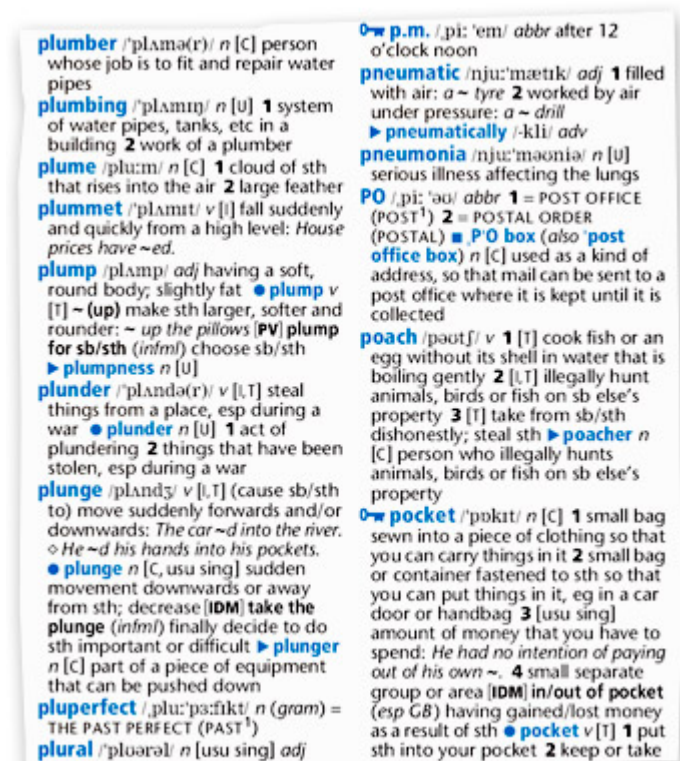 plumber /ˈplʌmə(r)/ n [C] person
whose job is to fit and repair water
pipes
plumbing /ˈplʌmɪŋ/ n [U] 1 system
of water pipes, tanks, etc in a
building 2 work of a plumber
plume /pluːm/ n [C] 1 cloud of sth
that rises into the air 2 large feather
plummet /ˈplʌmɪt/ v [I] fall suddenly
and quickly from a high level: House
prices have ~ed.
plump /plʌmp/ adj having a soft,
round body; slightly fat ● plump v
[T] ~ (up) make sth larger, softer and
rounder: ~ up the pillows [PV] plump
for sb/sth (infml) choose sb/sth
▶ plumpness n [U]
plunder /ˈplʌndə(r)/ v [I,T] steal
things from a place, esp during a
war ● plunder n [U] 1 act of
plundering 2 things that have been
stolen, esp during a war
plunge /plʌndʒ/ v [I,T] (cause sb/sth
to) move suddenly forwards and/or
downwards: The car ~d into the river.
◇ He ~d his hands into his pockets.
● plunge n [C, usu sing] sudden
movement downwards or away
from sth; decrease [IDM] take the
plunge (infml) finally decide to do
sth important or difficult ▶ plunger
n [C] part of a piece of equipment
that can be pushed down
pluperfect /ˌpluːˈpɜːfɪkt/ n (gram) =
THE PAST PERFECT (PAST¹)
plural /ˈplʊərəl/ n [usu sing] adj
p.m. /ˌpiː ˈem/ abbr after 12
o'clock noon
pneumatic /njuːˈmætɪk/ adj 1 filled
with air: a ~ tyre 2 worked by air
under pressure: a ~ drill
▶ pneumatically /-kli/ adv
pneumonia /njuːˈməʊniə/ n [U]
serious illness affecting the lungs
PO /ˌpiː ˈəʊ/ abbr 1 = POST OFFICE
(POST¹) 2 = POSTAL ORDER
(POSTAL) ■ ˌPˈO box (also ˈpost
office box) n [C] used as a kind of
address, so that mail can be sent to a
post office where it is kept until it is
collected
poach /pəʊtʃ/ v 1 [T] cook fish or an
egg without its shell in water that is
boiling gently 2 [I,T] illegally hunt
animals, birds or fish on sb else's
property 3 [T] take from sb/sth
dishonestly; steal sth ▶ poacher n
[C] person who illegally hunts
animals, birds or fish on sb else's
property
pocket /ˈpɒkɪt/ n [C] 1 small bag
sewn into a piece of clothing so that
you can carry things in it 2 small bag
or container fastened to sth so that
you can put things in it, eg in a car
door or handbag 3 [usu sing]
amount of money that you have to
spend: He had no intention of paying
out of his own ~. 4 small separate
group or area [IDM] in/out of pocket
(esp GB) having gained/lost money
as a result of sth ● pocket v [T] 1 put
sth into your pocket 2 keep or take